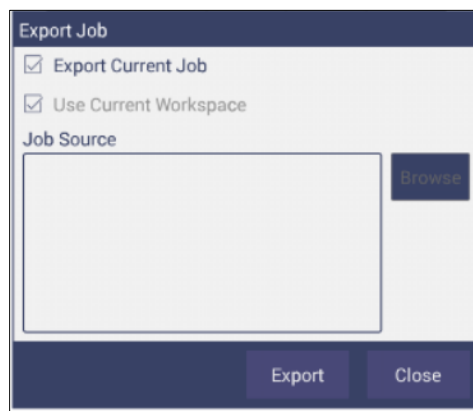 Export Job
Export Current Job
Use Current Workspace
Job Source
Browse
Export Close